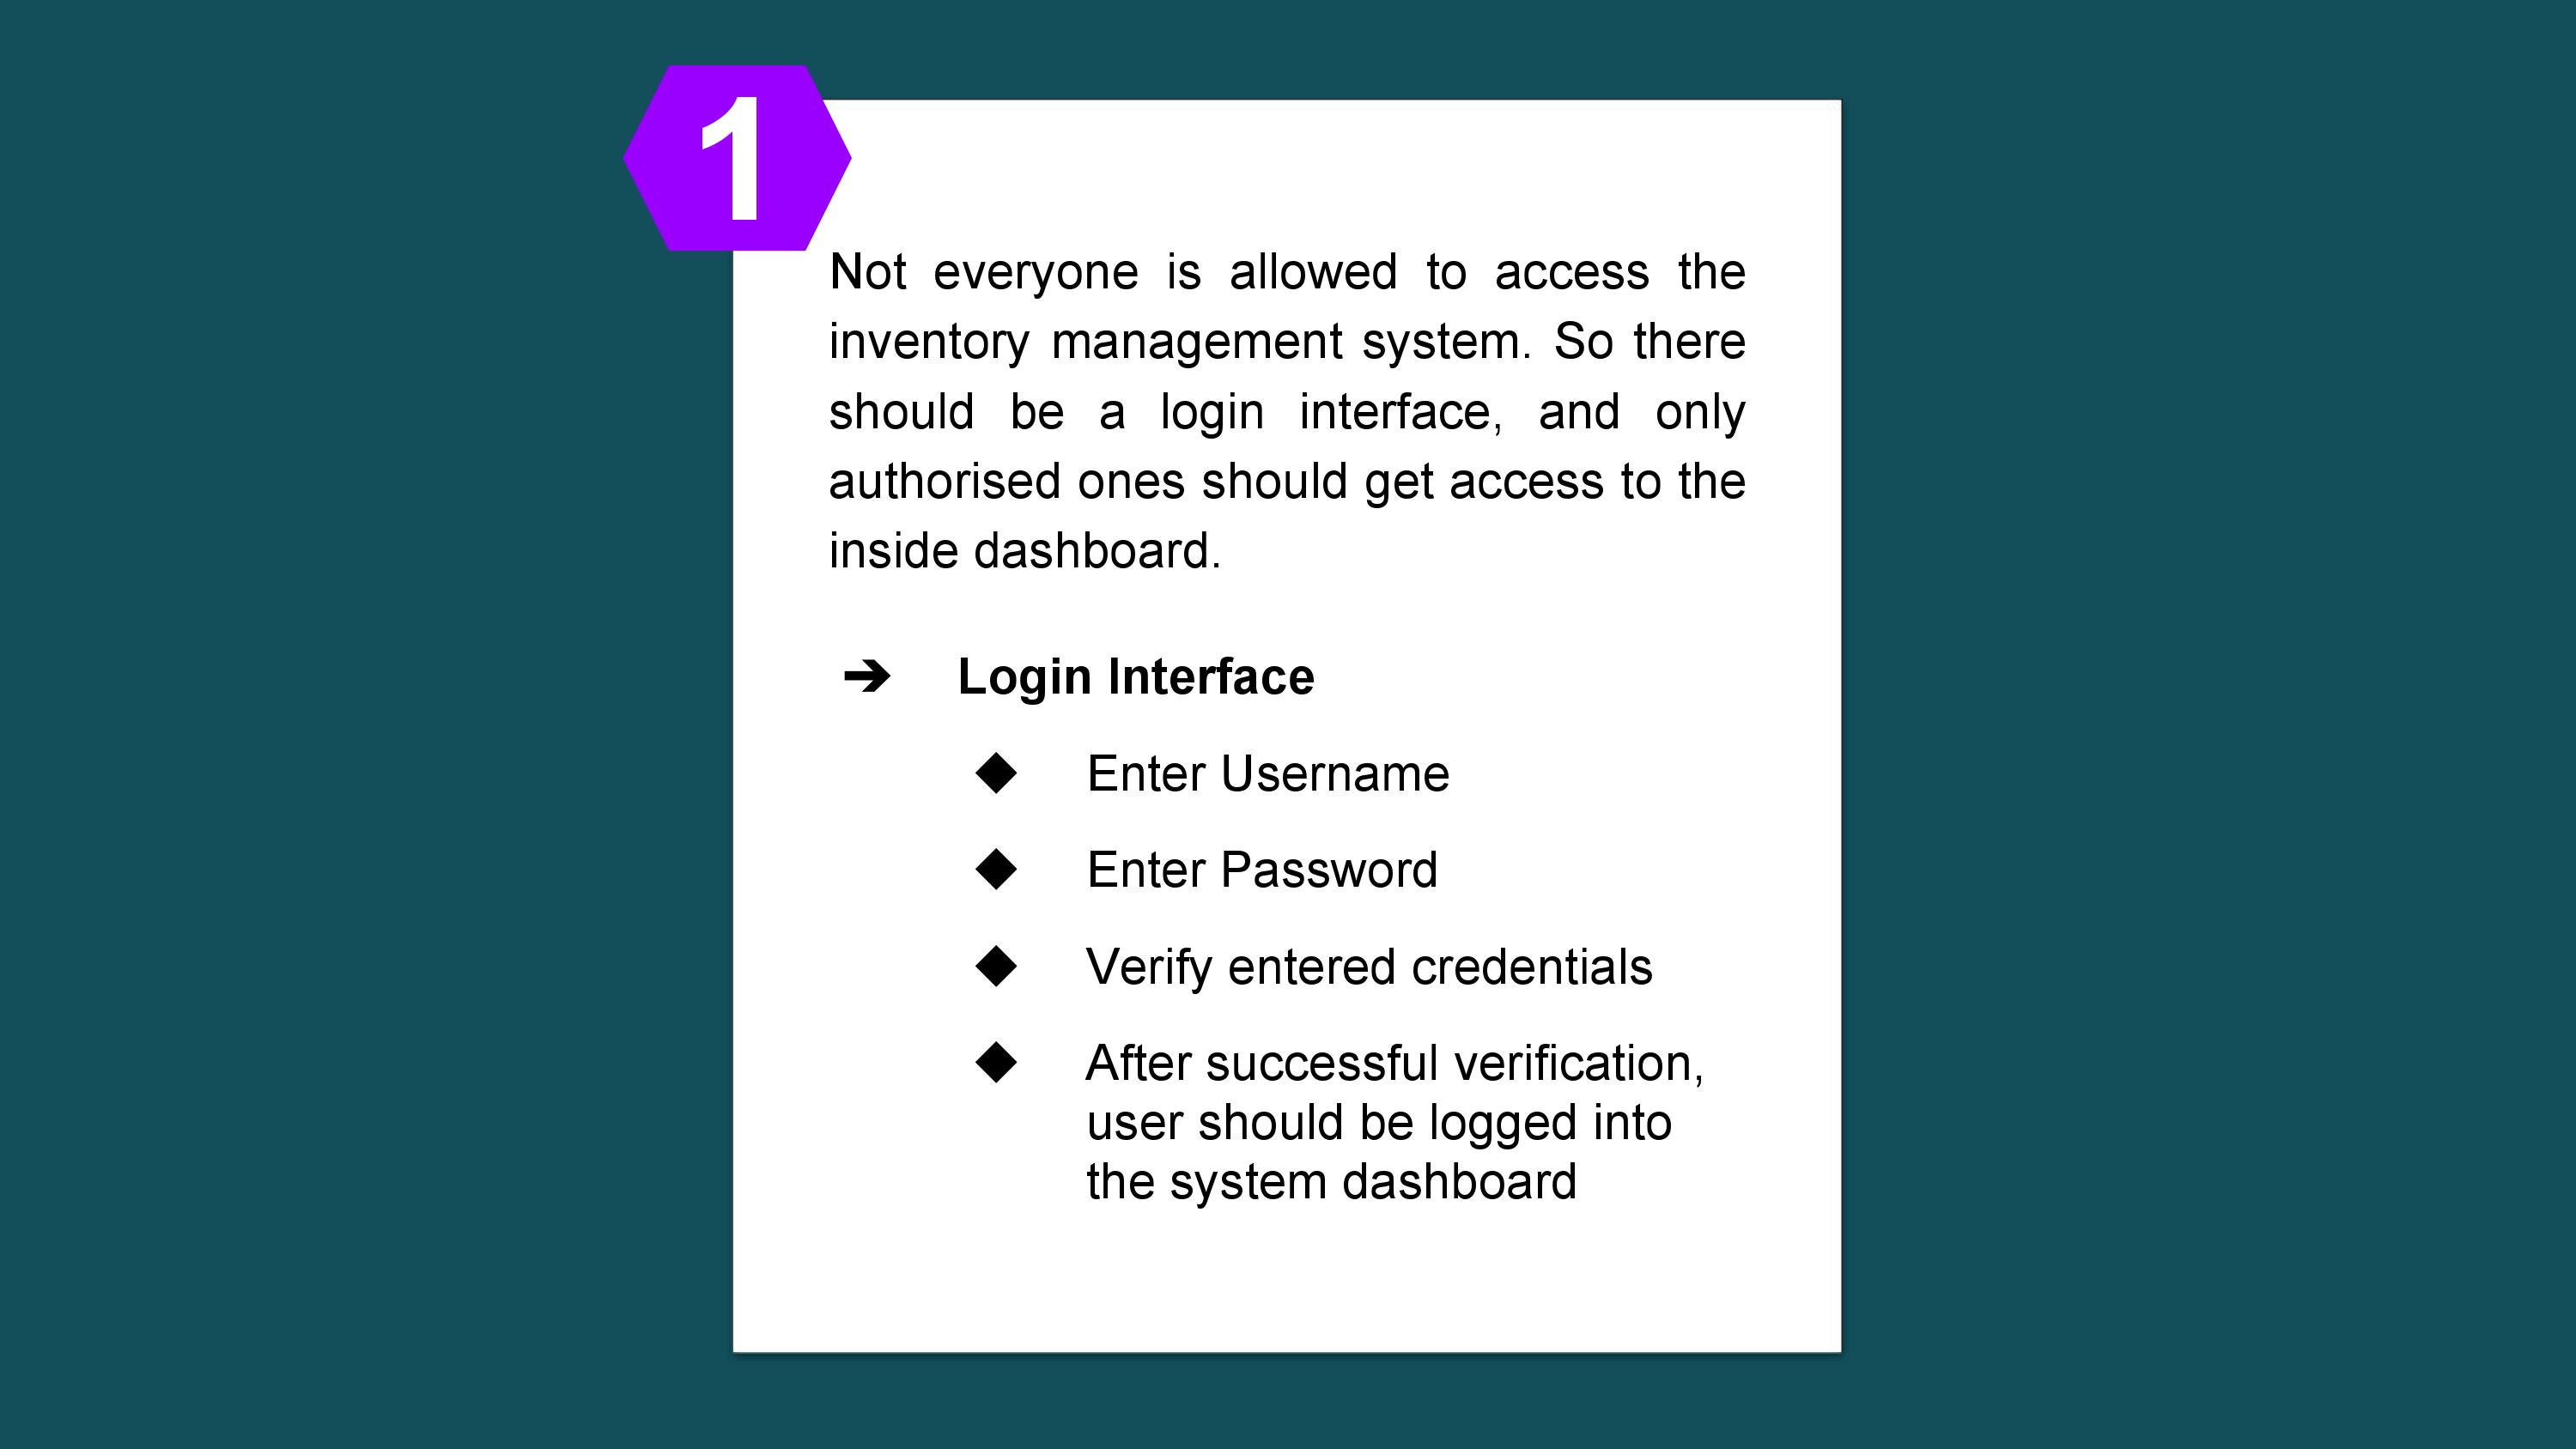 1
Not everyone is allowed to access the
inventory management system. So there
should be a login interface, and only
authorised ones should get access to the
inside dashboard.
➔ Login Interface
◆ Enter Username
◆ Enter Password
◆ Verify entered credentials
◆ After successful verification,
user should be logged into
the system dashboard